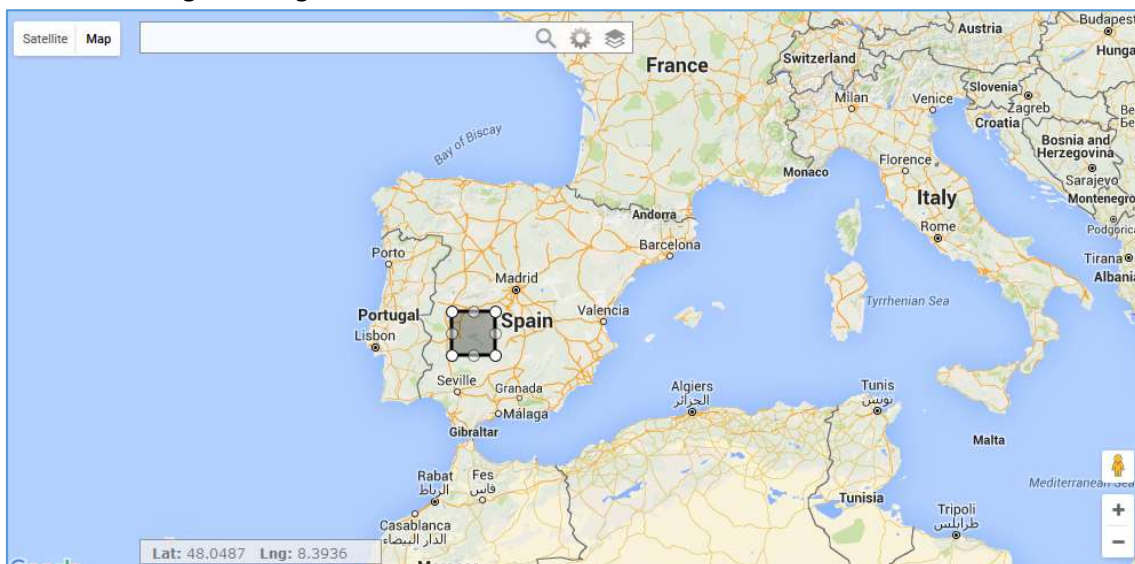 Satellite Map
Budapest
Austria
Hunga
France
Switzerland
Slovenia
Milan
Venice
Zagreb
Croatia
Bosnia and
Herzegovina
Bay of Biscay
Florence
Monaco
Sarajevo
Italy
Montenegro
Andorra
Rome
Podgoric
Porto
Barcelona
Tirana
Albania
Madrid
Tyrrhenian Sea
Portugal
Spain
Valencia
Lisbon
Seville
Granada
Algiers
الجزائر
Tunis
تونس
Málaga
Gibraltar
Malta
Rabat
الرباط
Fes
فاس
Mediterranean Sea
Tunisia
Tripoli
طرابلس
Casablanca
الدار البيضاء
+
−
Lat: 48.0487 Lng: 8.3936